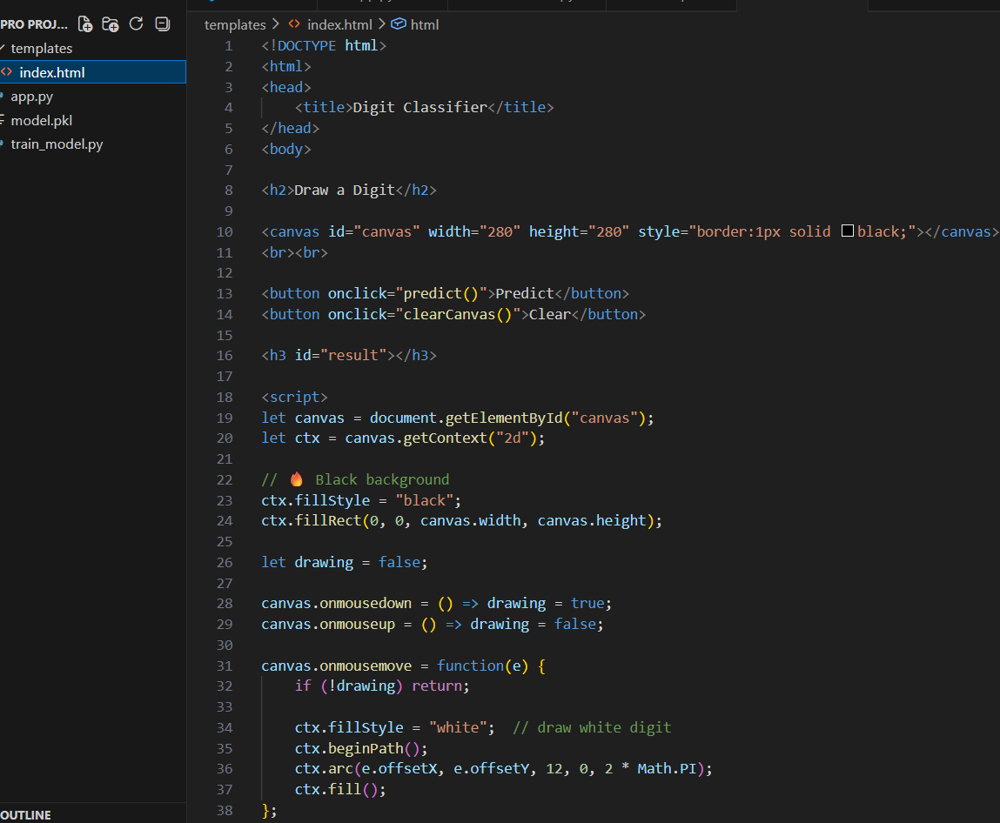 PRO PROJ...
templates
index.html
app.py
model.pkl
train_model.py
OUTLINE
templates > index.html > html
1 <!DOCTYPE html>
2 <html>
3 <head>
4 <title>Digit Classifier</title>
5 </head>
6 <body>
7
8 <h2>Draw a Digit</h2>
9
10 <canvas id="canvas" width="280" height="280" style="border:1px solid black;"></canvas>
11 <br><br>
12
13 <button onclick="predict()">Predict</button>
14 <button onclick="clearCanvas()">Clear</button>
15
16 <h3 id="result"></h3>
17
18 <script>
19 let canvas = document.getElementById("canvas");
20 let ctx = canvas.getContext("2d");
21
22 // 🔥 Black background
23 ctx.fillStyle = "black";
24 ctx.fillRect(0, 0, canvas.width, canvas.height);
25
26 let drawing = false;
27
28 canvas.onmousedown = () => drawing = true;
29 canvas.onmouseup = () => drawing = false;
30
31 canvas.onmousemove = function(e) {
32 if (!drawing) return;
33
34 ctx.fillStyle = "white"; // draw white digit
35 ctx.beginPath();
36 ctx.arc(e.offsetX, e.offsetY, 12, 0, 2 * Math.PI);
37 ctx.fill();
38 };